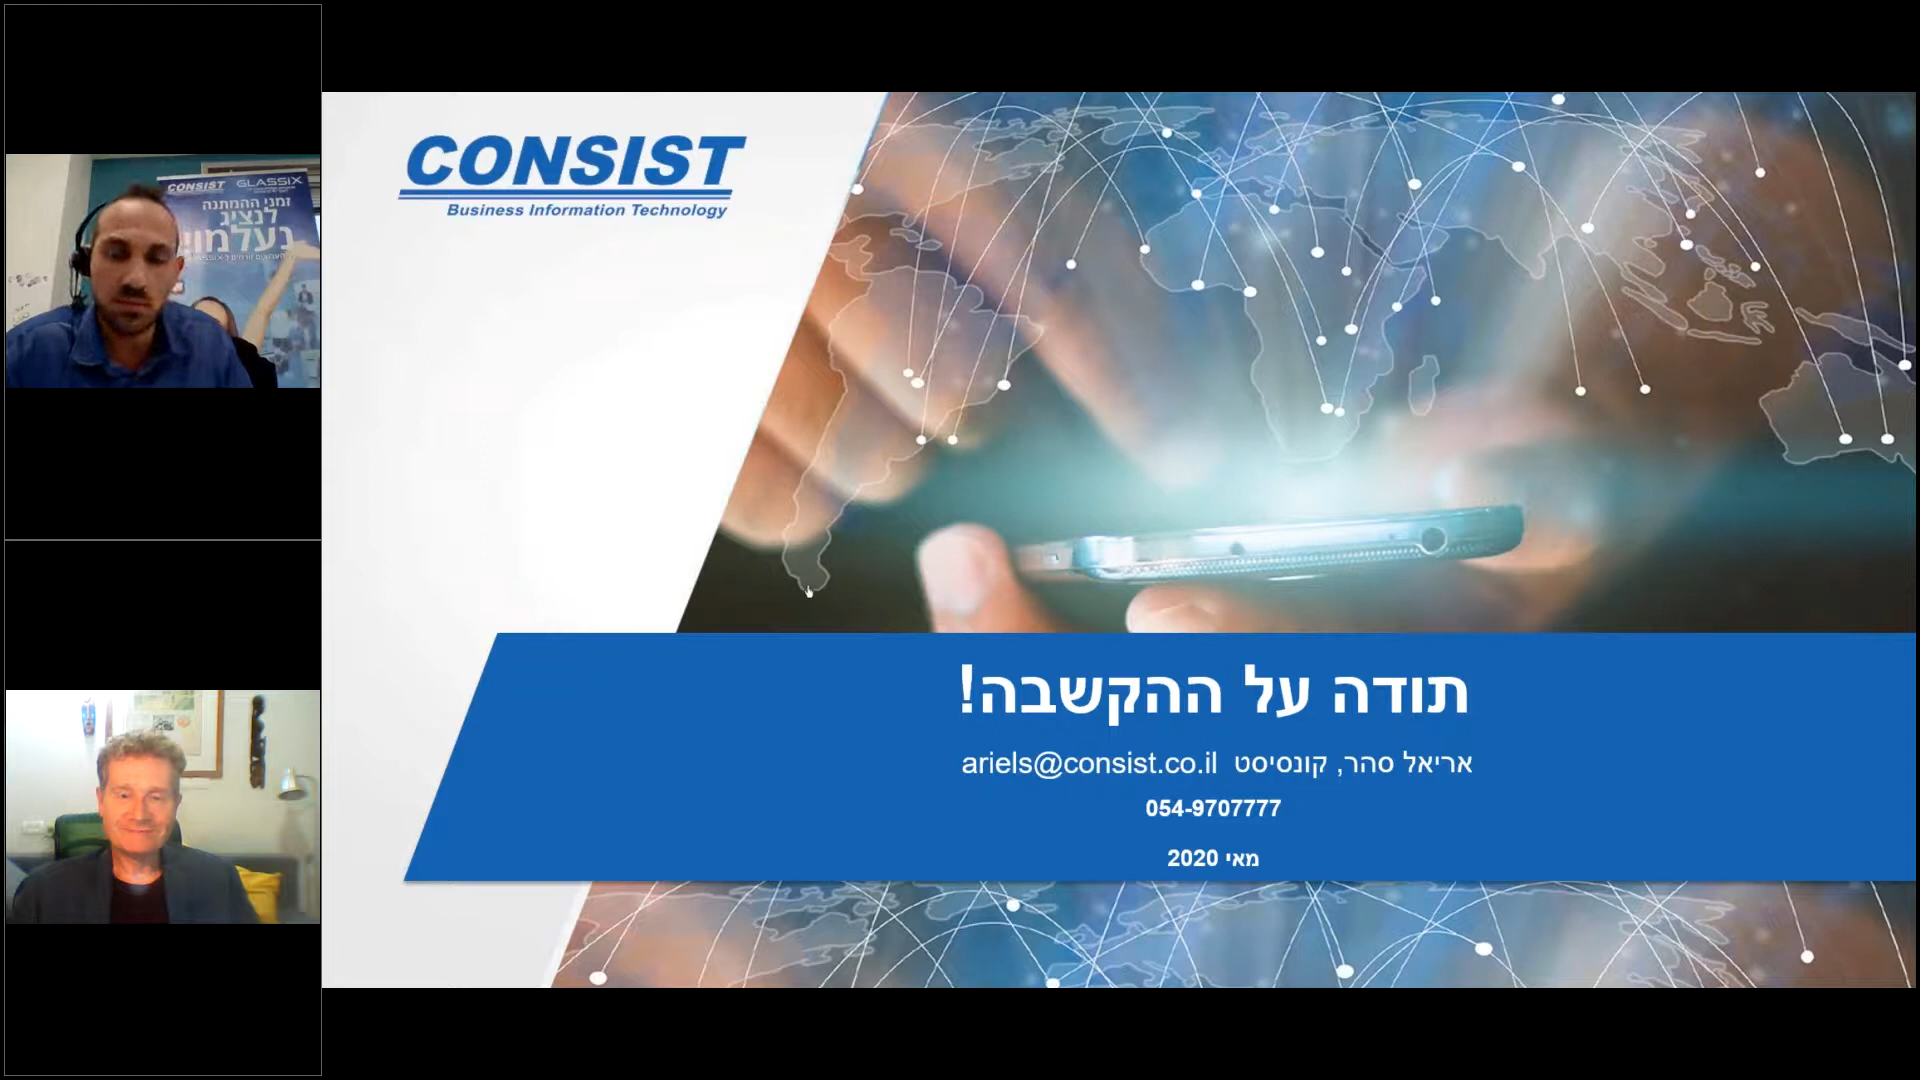 CONSIST
Business Information Technology
CONSIST GLASSIX
זמני ההמתנה
לנציג
נעלמו!
תודה על ההקשבה!
אריאל סהר, קונסיסט ariels@consist.co.il
054-9707777
מאי 2020